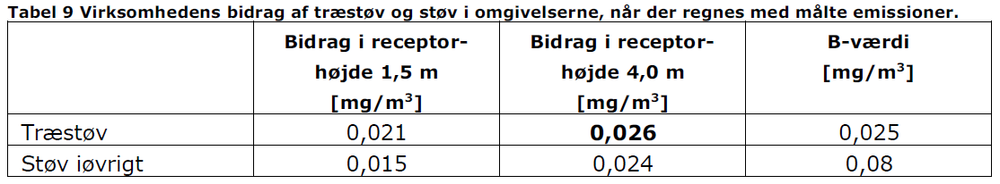 Tabel 9 Virksomhedens bidrag af træstøv og støv i omgivelserne, når der regnes med målte emissioner.
Bidrag i receptor-højde 1,5 m [mg/m³] Bidrag i receptor-højde 4,0 m [mg/m³] B-værdi [mg/m³]
Træstøv 0,021 0,026 0,025
Støv iøvrigt 0,015 0,024 0,08